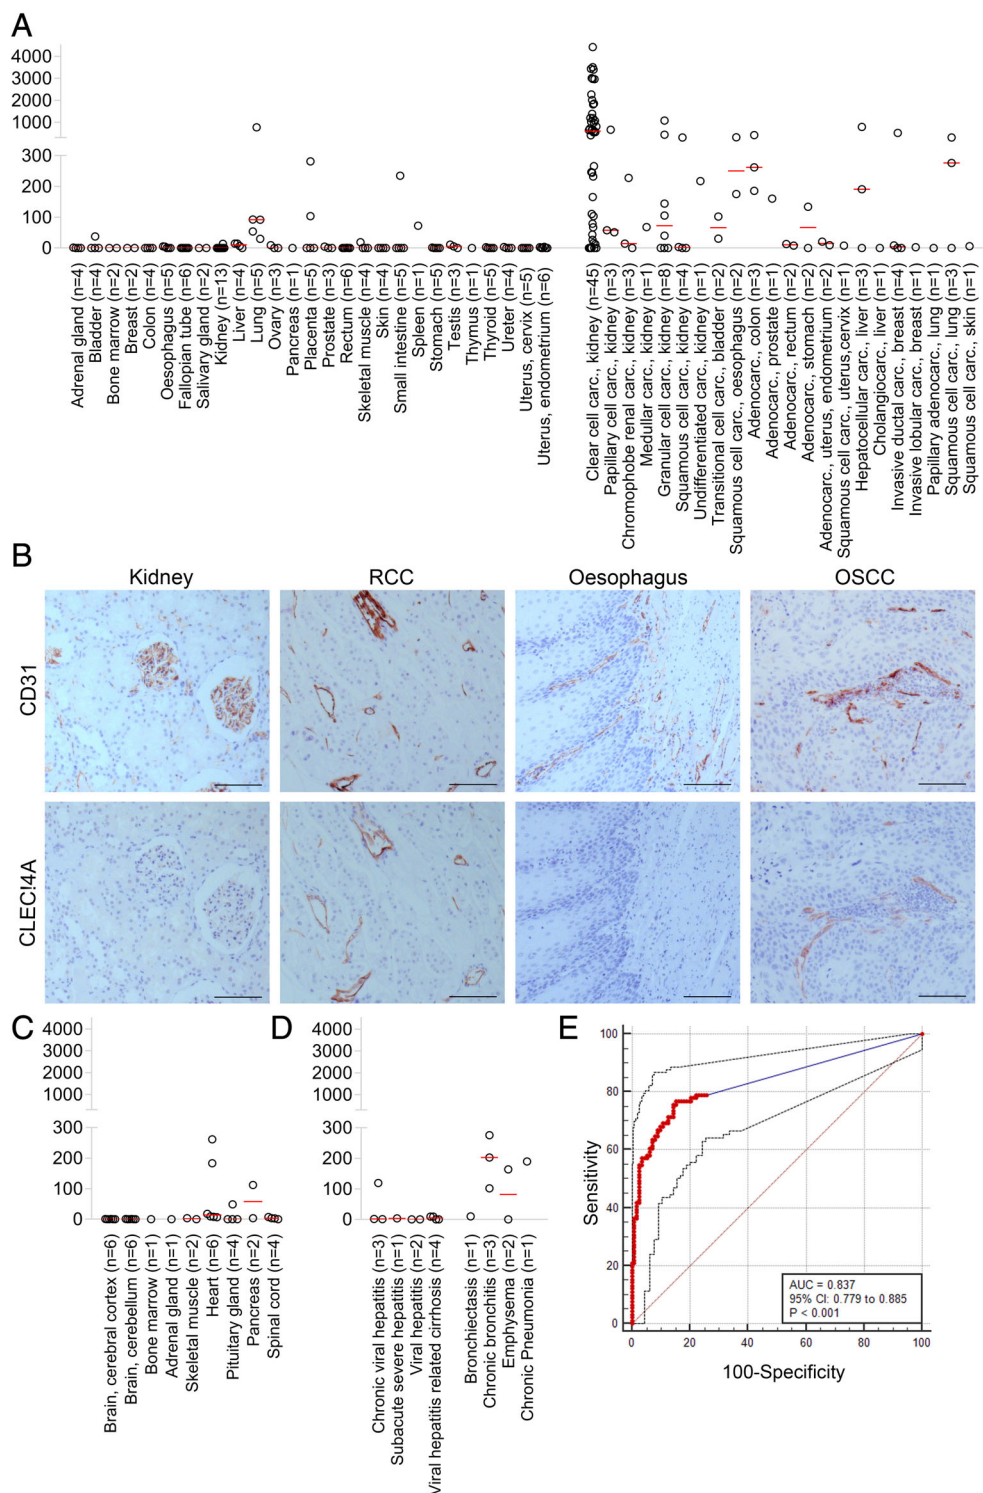 A
4000
3000
2000
1000
300
200
100
0
Adrenal gland (n=4)
Bladder (n=4)
Bone marrow (n=2)
Breast (n=2)
Colon (n=4)
Oesophagus (n=5)
Fallopian tube (n=6)
Salivary gland (n=2)
Kidney (n=13)
Liver (n=4)
Lung (n=5)
Ovary (n=3)
Pancreas (n=1)
Placenta (n=5)
Prostate (n=3)
Rectum (n=6)
Skeletal muscle (n=4)
Skin (n=4)
Small intestine (n=5)
Spleen (n=1)
Stomach (n=5)
Testis (n=3)
Thymus (n=1)
Thyroid (n=5)
Ureter (n=4)
Uterus, cervix (n=5)
Uterus, endometrium (n=6)
Clear cell carc., kidney (n=45)
Papillary cell carc., kidney (n=3)
Chromophobe renal carc., kidney (n=3)
Medullar carc., kidney (n=1)
Granular cell carc., kidney (n=8)
Squamous cell carc., kidney (n=4)
Undifferentiated carc., kidney (n=1)
Transitional cell carc., bladder (n=2)
Squamous cell carc., oesophagus (n=2)
Adenocarc., colon (n=3)
Adenocarc., prostate (n=1)
Adenocarc., rectum (n=2)
Adenocarc., stomach (n=2)
Adenocarc., uterus, endometrium (n=2)
Squamous cell carc., uterus,cervix (n=1)
Hepatocellular carc., liver (n=3)
Cholangiocarc., liver (n=1)
Invasive ductal carc., breast (n=4)
Invasive lobular carc., breast (n=1)
Papillary adenocarc., lung (n=1)
Squamous cell carc., lung (n=3)
Squamous cell carc., skin (n=1)
B
Kidney
RCC
Oesophagus
OSCC
CD31
CLEC!4A
C
4000
3000
2000
1000
300
200
100
0
Brain, cerebral cortex (n=6)
Brain, cerebellum (n=6)
Bone marrow (n=1)
Adrenal gland (n=1)
Skeletal muscle (n=2)
Heart (n=6)
Pituitary gland (n=4)
Pancreas (n=2)
Spinal cord (n=4)
D
4000
3000
2000
1000
300
200
100
0
Chronic viral hepatitis (n=3)
Subacute severe hepatitis (n=1)
Viral hepatitis (n=2)
Viral hepatitis related cirrhosis (n=4)
Bronchiectasis (n=1)
Chronic bronchitis (n=3)
Emphysema (n=2)
Chronic Pneumonia (n=1)
E
Sensitivity
100
80
60
40
20
0
AUC = 0.837
95% CI: 0.779 to 0.885
P < 0.001
0
20
40
60
80
100
100-Specificity